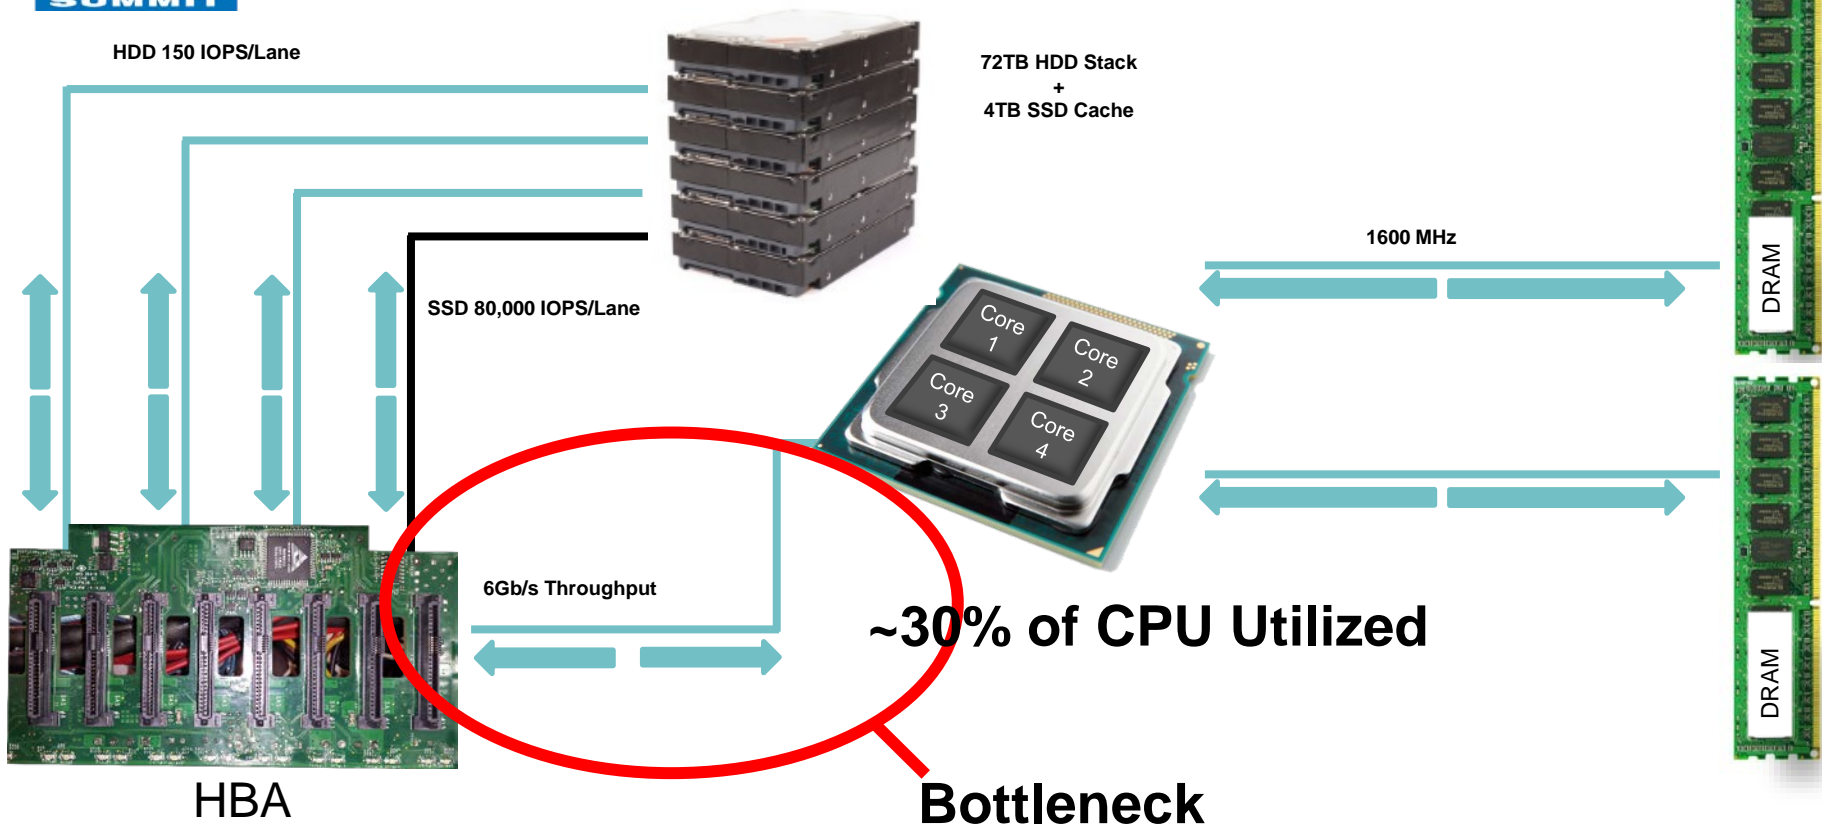 SUMMIT
HDD 150 IOPS/Lane
72TB HDD Stack
+
4TB SSD Cache
1600 MHz
DRAM
SSD 80,000 IOPS/Lane
Core
1
Core
2
Core
3
Core
4
6Gb/s Throughput
~30% of CPU Utilized
DRAM
HBA
Bottleneck